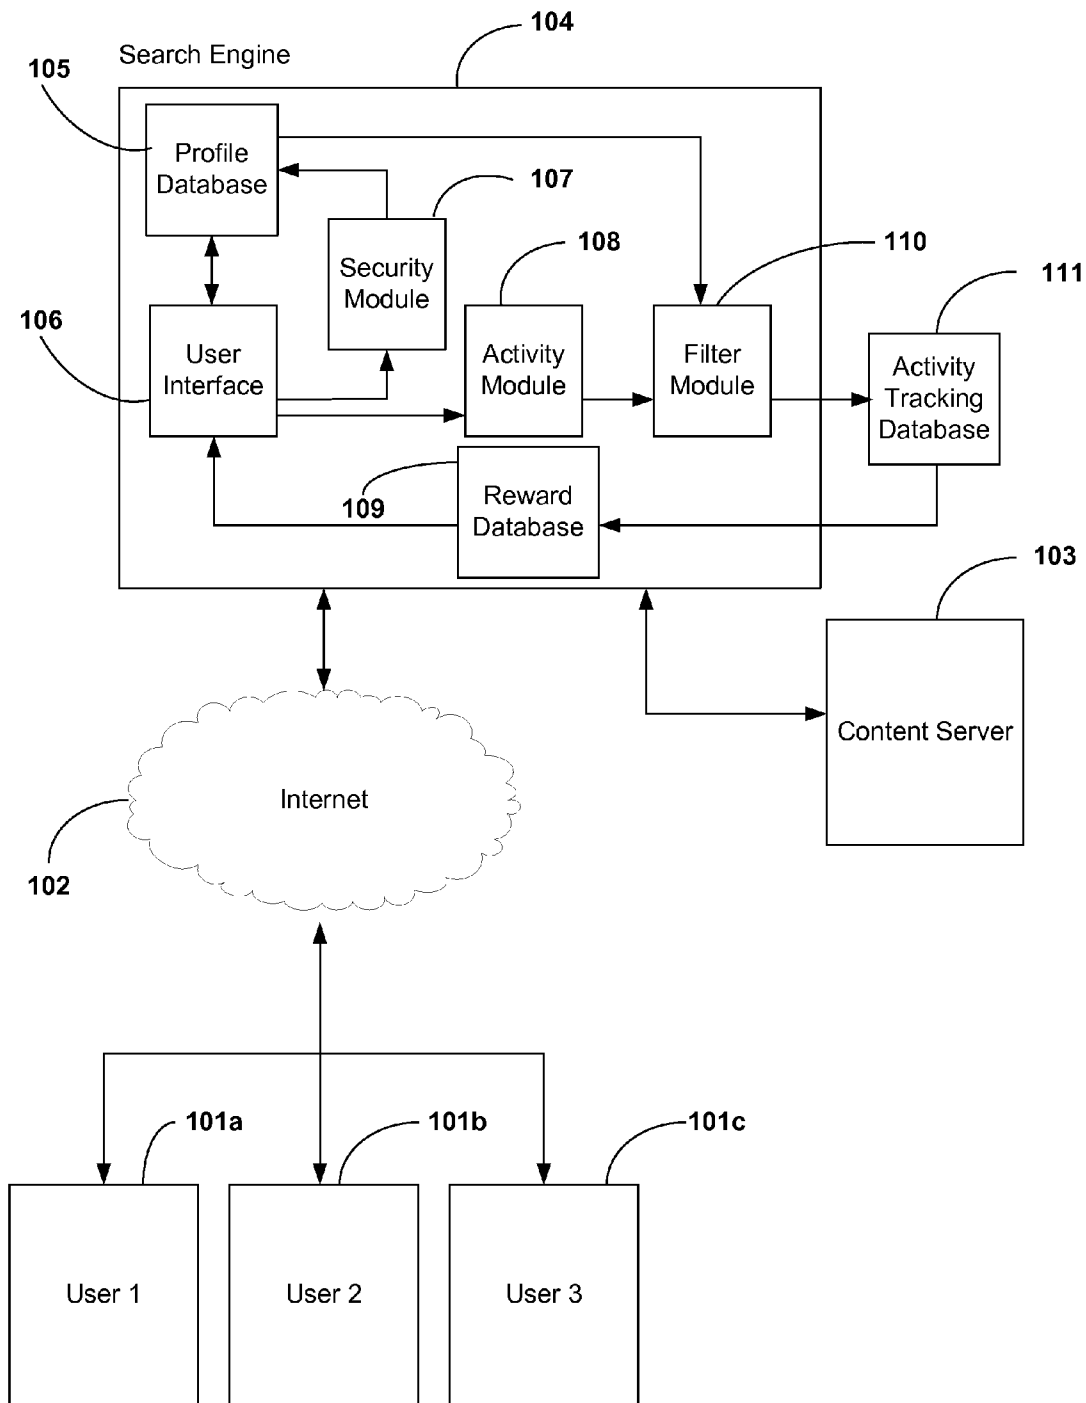 104
Search Engine
105
Profile
Database
107
Security
Module
108
110
111
106
User
Interface
Activity
Module
Filter
Module
Activity
Tracking
Database
109
Reward
Database
103
Content Server
Internet
102
101a
101b
101c
User 1
User 2
User 3